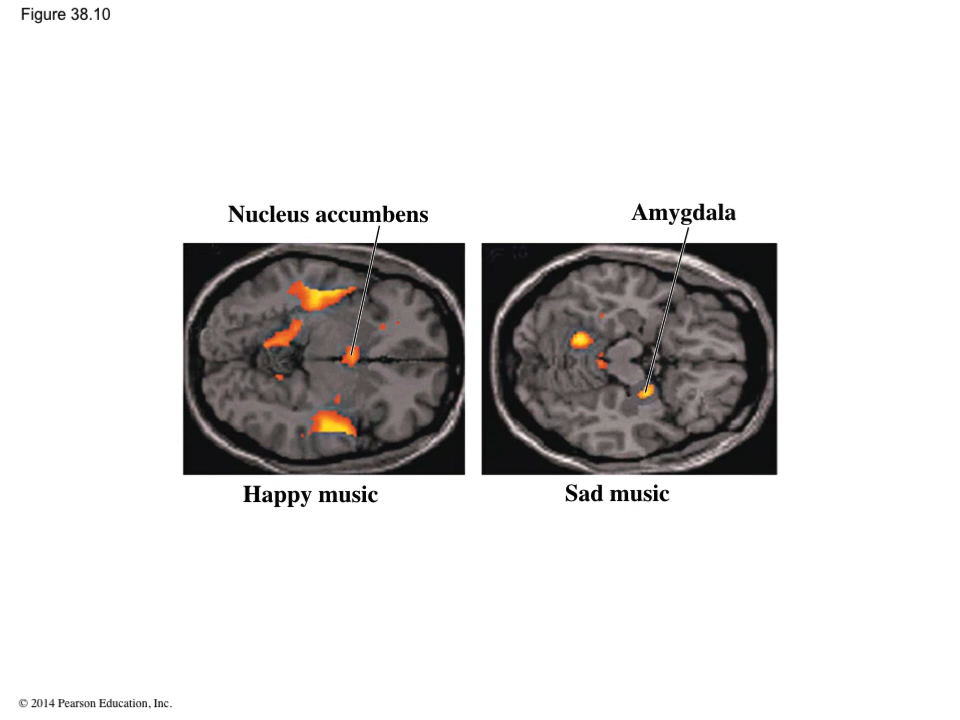 Figure 38.10
Nucleus accumbens
Amygdala
Happy music
Sad music
© 2014 Pearson Education, Inc.